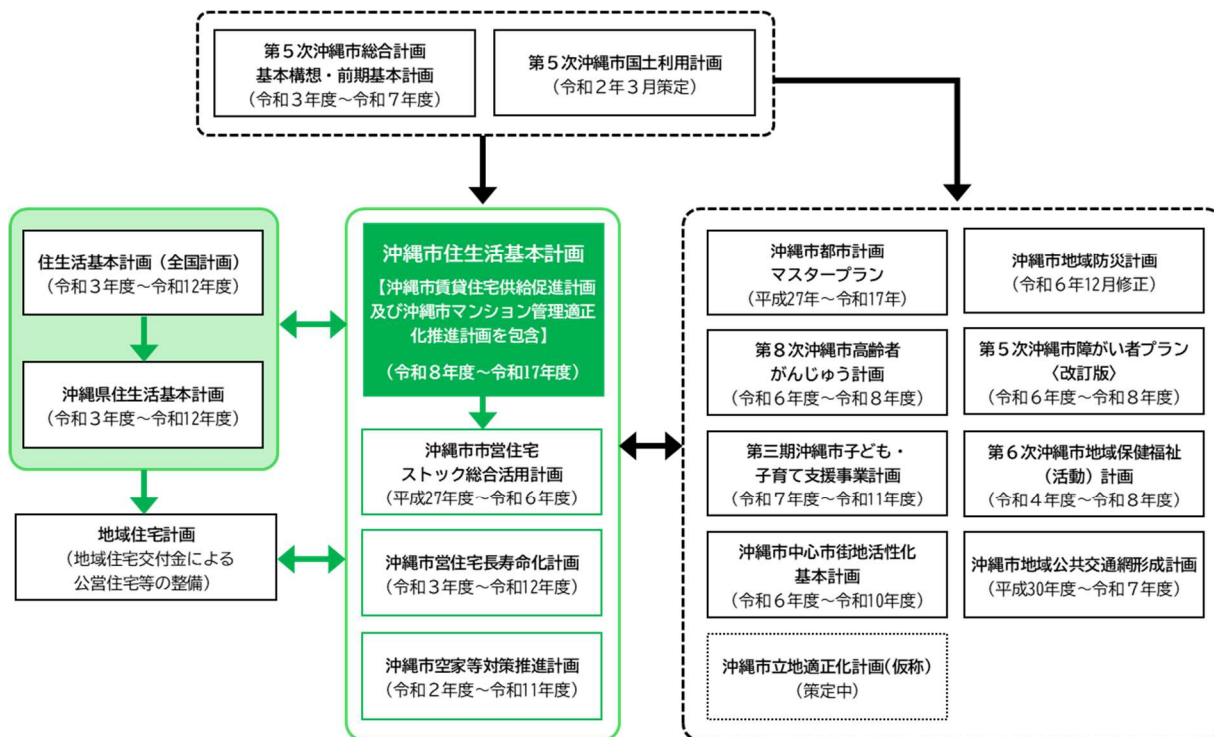 第５次沖縄市総合計画
基本構想・前期基本計画
（令和３年度～令和７年度）
第５次沖縄市国土利用計画
（令和２年３月策定）
住生活基本計画（全国計画）
（令和３年度～令和12年度）
沖縄県住生活基本計画
（令和３年度～令和12年度）
地域住宅計画
（地域住宅交付金による
公営住宅等の整備）
沖縄市住生活基本計画
【沖縄市賃貸住宅供給促進計画
及び沖縄市マンション管理適正
化推進計画を包含】
（令和８年度～令和17年度）
沖縄市市営住宅
ストック総合活用計画
（平成27年度～令和６年度）
沖縄市営住宅長寿命化計画
（令和３年度～令和12年度）
沖縄市空家等対策推進計画
（令和２年度～令和11年度）
沖縄市都市計画
マスタープラン
（平成27年～令和17年）
沖縄市地域防災計画
（令和６年12月修正）
第８次沖縄市高齢者
がんじゅう計画
（令和６年度～令和８年度）
第５次沖縄市障がい者プラン
〈改訂版〉
（令和６年度～令和８年度）
第三期沖縄市子ども・
子育て支援事業計画
（令和７年度～令和11年度）
第６次沖縄市地域保健福祉
（活動）計画
（令和４年度～令和８年度）
沖縄市中心市街地活性化
基本計画
（令和６年度～令和10年度）
沖縄市地域公共交通網形成計画
（平成30年度～令和７年度）
沖縄市立地適正化計画(仮称)
（策定中）